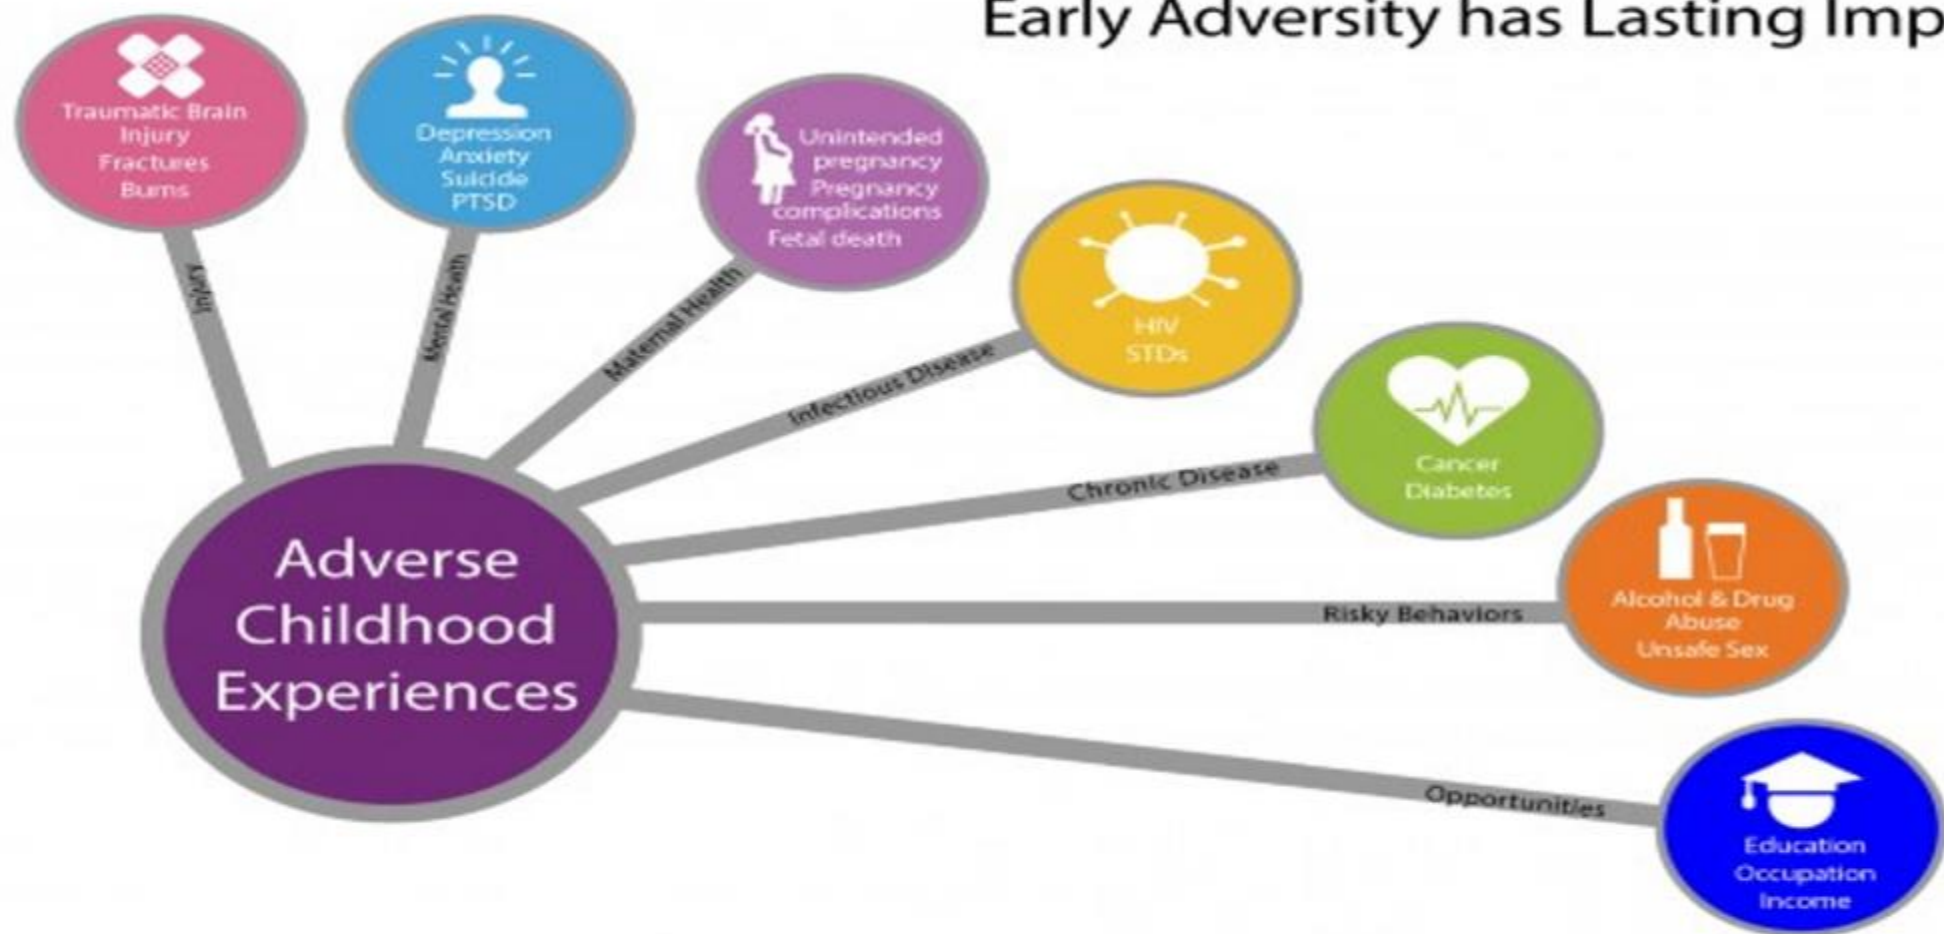 Early Adversity has Lasting Imp
Traumatic Brain
Injury
Fractures
Burns
Depression
Anxiety
Suicide
PTSD
Unintended
pregnancy
Pregnancy
complications
Fetal death
HIV
STDs
Cancer
Diabetes
Alcohol & Drug
Abuse
Unsafe Sex
Education
Occupation
Income
Injury
Mental Health
Maternal Health
Infectious Disease
Chronic Disease
Risky Behaviors
Opportunities
Adverse
Childhood
Experiences